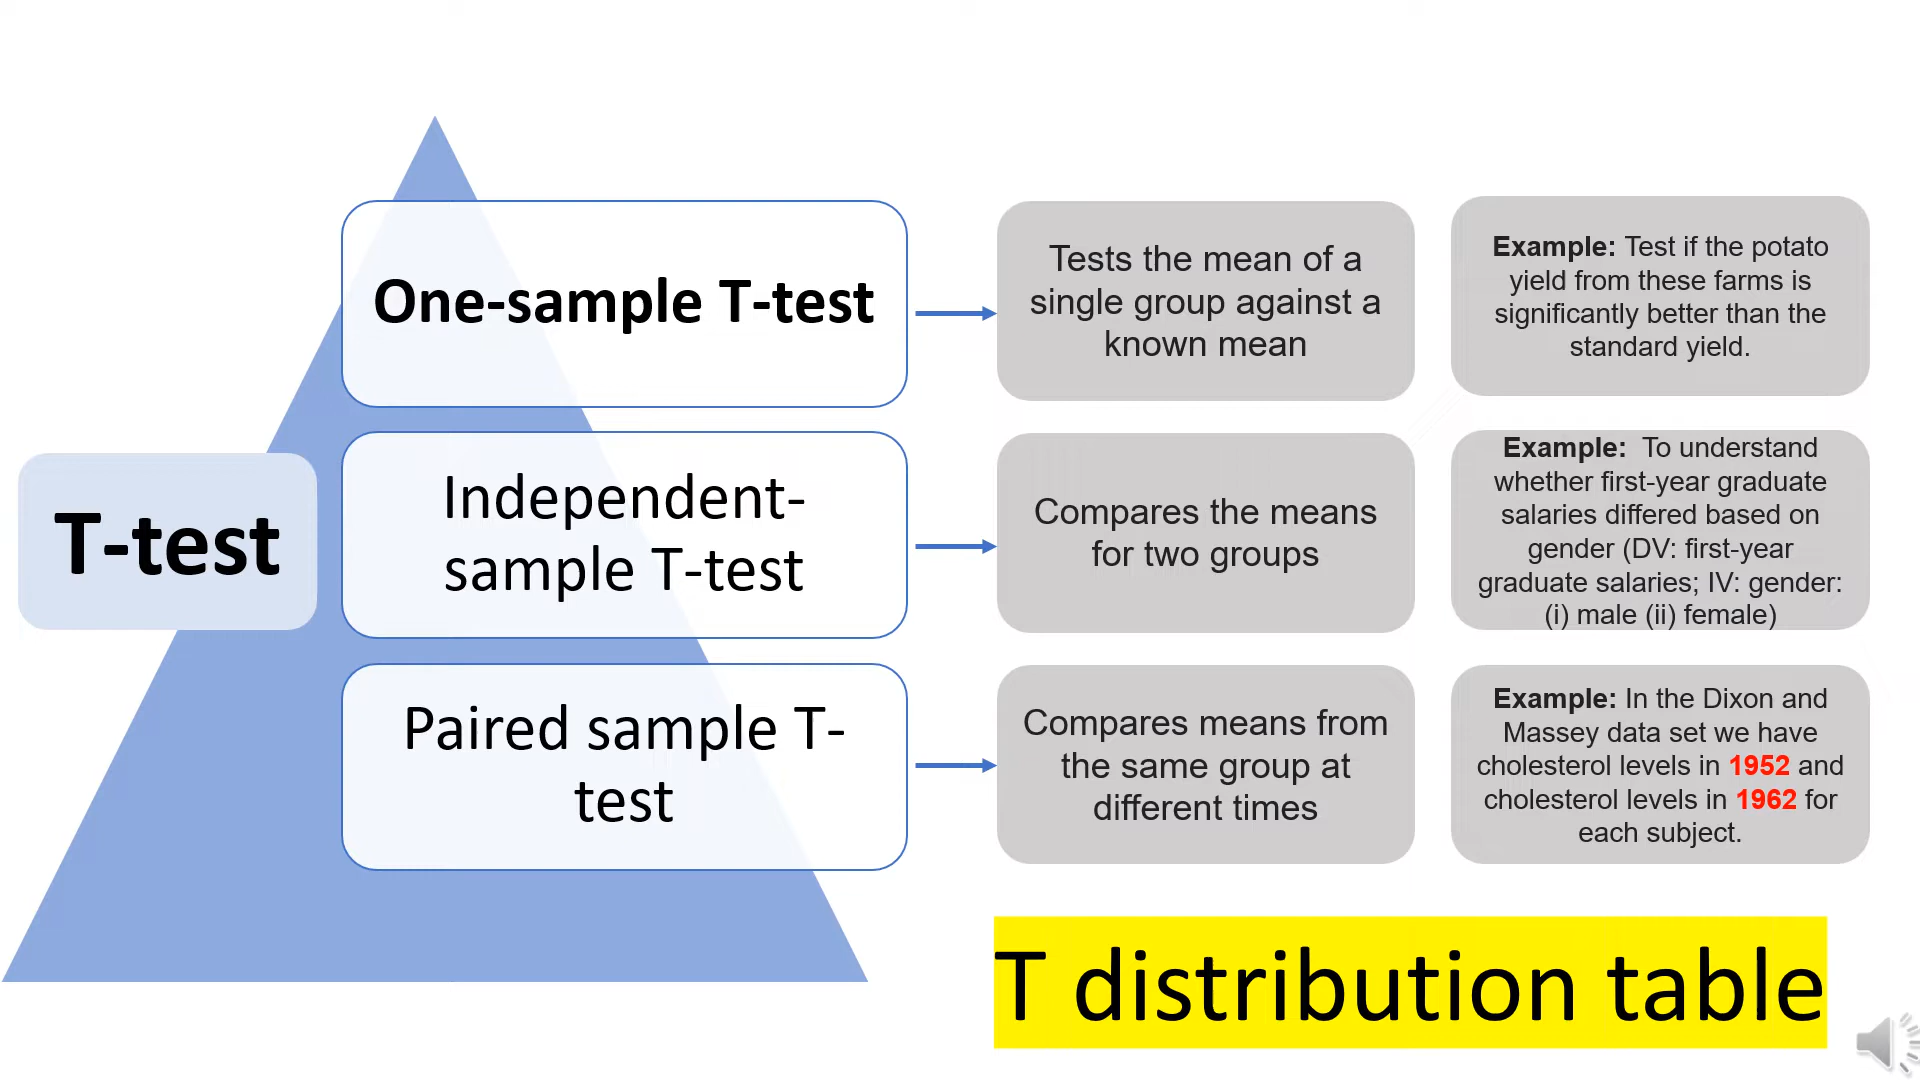 One-sample T-test
Tests the mean of a
single group against a
known mean
Example: Test if the potato
yield from these farms is
significantly better than the
standard yield.
T-test
Independent-
sample T-test
Compares the means
for two groups
Example:  To understand
whether first-year graduate
salaries differed based on
gender (DV: first-year
graduate salaries; IV: gender:
(i) male (ii) female)
Paired sample T-
test
Compares means from
the same group at
different times
Example: In the Dixon and
Massey data set we have
cholesterol levels in 1952 and
cholesterol levels in 1962 for
each subject.
T distribution table